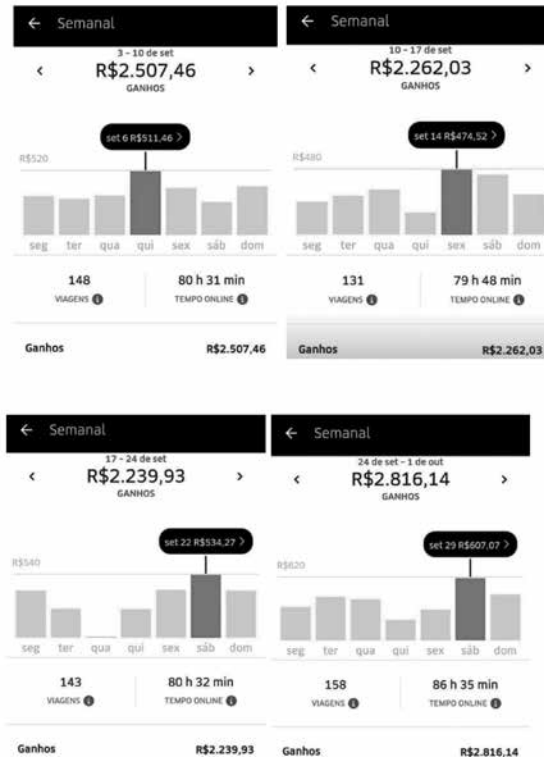 ← Semanal
3 - 10 de set
< R$2.507,46 >
GANHOS
set 6 R$511,46 >
R$520
seg ter qua qui sex sáb dom
148 80 h 31 min
VIAGENS TEMPO ONLINE
Ganhos R$2.507,46
← Semanal
10 - 17 de set
< R$2.262,03 >
GANHOS
set 14 R$474,52 >
R$480
seg ter qua qui sex sáb dom
131 79 h 48 min
VIAGENS TEMPO ONLINE
Ganhos R$2.262,03
← Semanal
17 - 24 de set
< R$2.239,93 >
GANHOS
set 22 R$534,27 >
R$540
seg ter qua qui sex sáb dom
143 80 h 32 min
VIAGENS TEMPO ONLINE
Ganhos R$2.239,93
← Semanal
24 de set - 1 de out
< R$2.816,14 >
GANHOS
set 29 R$607,07 >
R$620
seg ter qua qui sex sáb dom
158 86 h 35 min
VIAGENS TEMPO ONLINE
Ganhos R$2.816,14